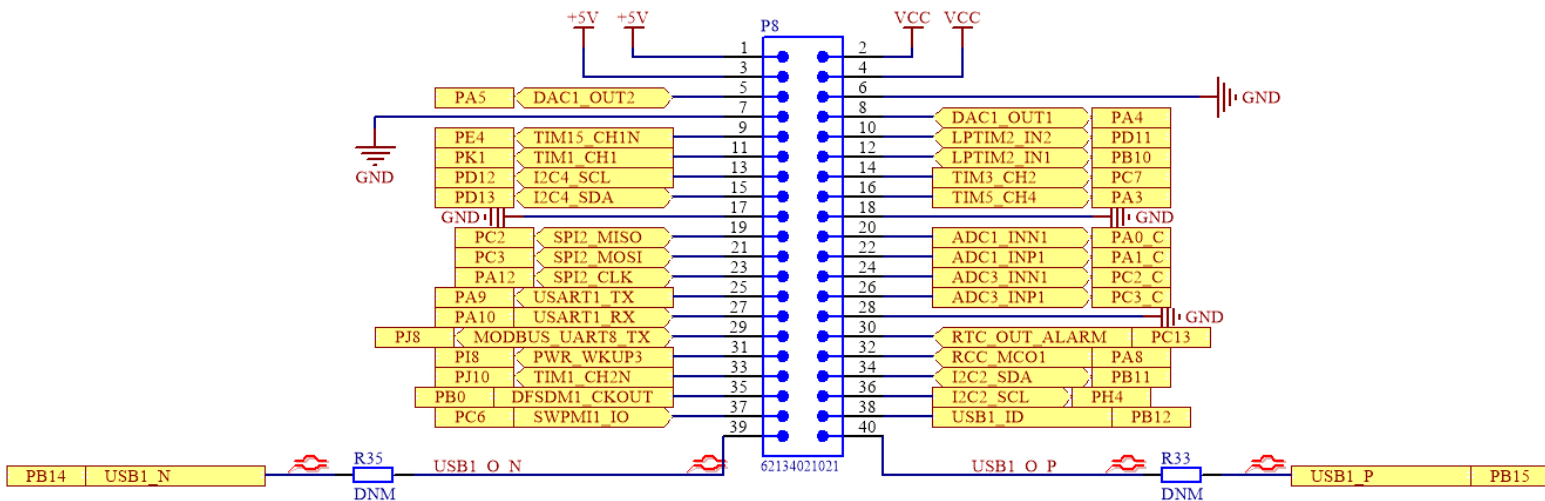 +5V +5V P8 VCC VCC
1 2
3 4
PA5 DAC1_OUT2 5 6 GND
7 8 DAC1_OUT1 PA4
PE4 TIM15_CH1N 9 10 LPTIM2_IN2 PD11
PK1 TIM1_CH1 11 12 LPTIM2_IN1 PB10
GND PD12 I2C4_SCL 13 14 TIM3_CH2 PC7
PD13 I2C4_SDA 15 16 TIM5_CH4 PA3
GND 17 18 GND
PC2 SPI2_MISO 19 20 ADC1_INN1 PA0_C
PC3 SPI2_MOSI 21 22 ADC1_INP1 PA1_C
PA12 SPI2_CLK 23 24 ADC3_INN1 PC2_C
PA9 USART1_TX 25 26 ADC3_INP1 PC3_C
PA10 USART1_RX 27 28 GND
PJ8 MODBUS_UART8_TX 29 30 RTC_OUT_ALARM PC13
PI8 PWR_WKUP3 31 32 RCC_MCO1 PA8
PJ10 TIM1_CH2N 33 34 I2C2_SDA PB11
PB0 DFSDM1_CKOUT 35 36 I2C2_SCL PH4
PC6 SWPMI1_IO 37 38 USB1_ID PB12
39 40
R35 USB1_O_N 62134021021 USB1_O_P R33
PB14 USB1_N USB1_P PB15
DNM DNM